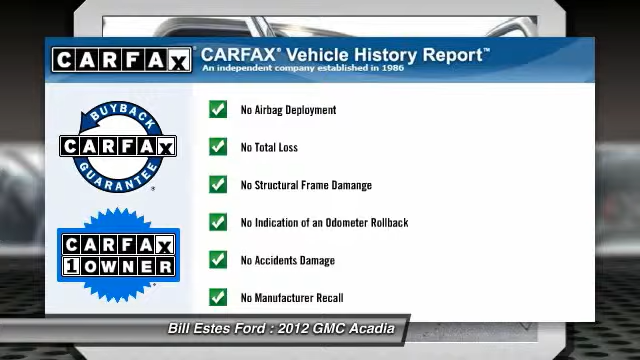 CARFAX
CARFAX® Vehicle History Report™
An independent company established in 1986
BUYBACK
CARFAX
GUARANTEE
®
CARFAX
1 OWNER
No Airbag Deployment
No Total Loss
No Structural Frame Damange
No Indication of an Odometer Rollback
No Accidents Damage
No Manufacturer Recall
Bill Estes Ford : 2012 GMC Acadia